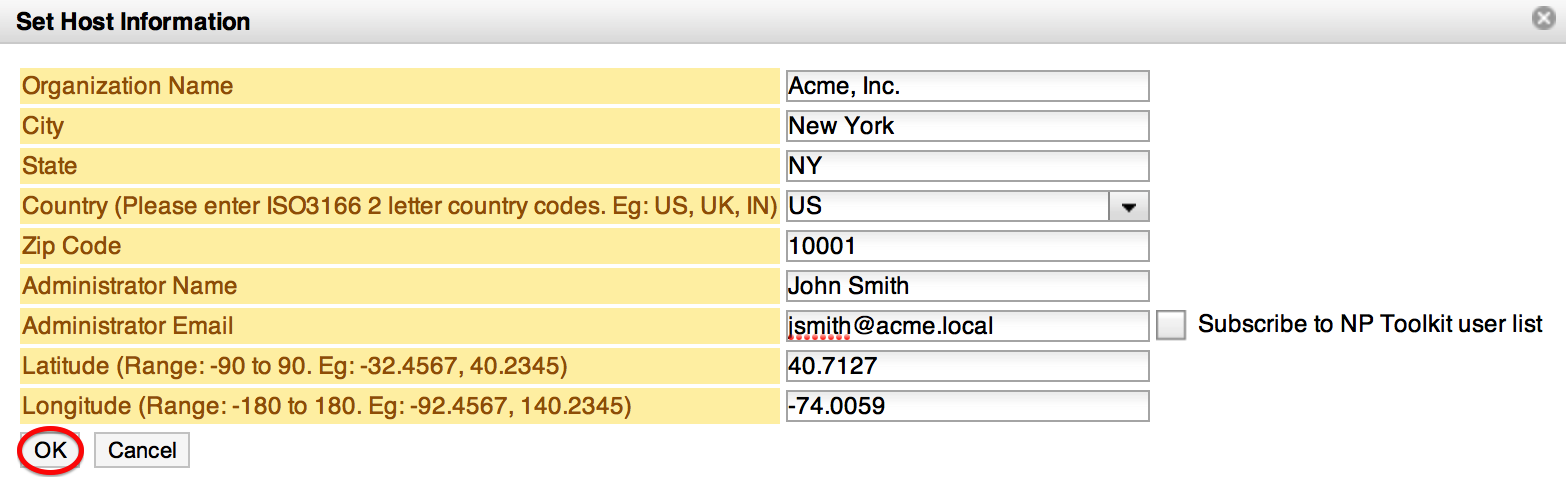 Set Host Information
Organization Name Acme, Inc.
City New York
State NY
Country (Please enter ISO3166 2 letter country codes. Eg: US, UK, IN) US
Zip Code 10001
Administrator Name John Smith
Administrator Email jsmith@acme.local Subscribe to NP Toolkit user list
Latitude (Range: -90 to 90. Eg: -32.4567, 40.2345) 40.7127
Longitude (Range: -180 to 180. Eg: -92.4567, 140.2345) -74.0059
OK Cancel